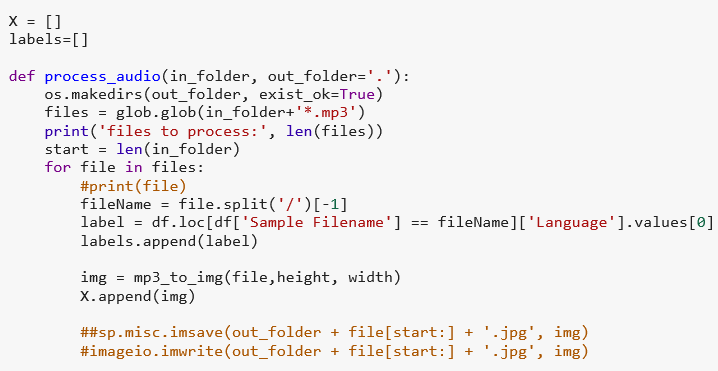 X = []
labels=[]

def process_audio(in_folder, out_folder='.'):
    os.makedirs(out_folder, exist_ok=True)
    files = glob.glob(in_folder+'*.mp3')
    print('files to process:', len(files))
    start = len(in_folder)
    for file in files:
        #print(file)
        fileName = file.split('/')[-1]
        label = df.loc[df['Sample Filename'] == fileName]['Language'].values[0]
        labels.append(label)

        img = mp3_to_img(file,height, width)
        X.append(img)

        ##sp.misc.imsave(out_folder + file[start:] + '.jpg', img)
        #imageio.imwrite(out_folder + file[start:] + '.jpg', img)